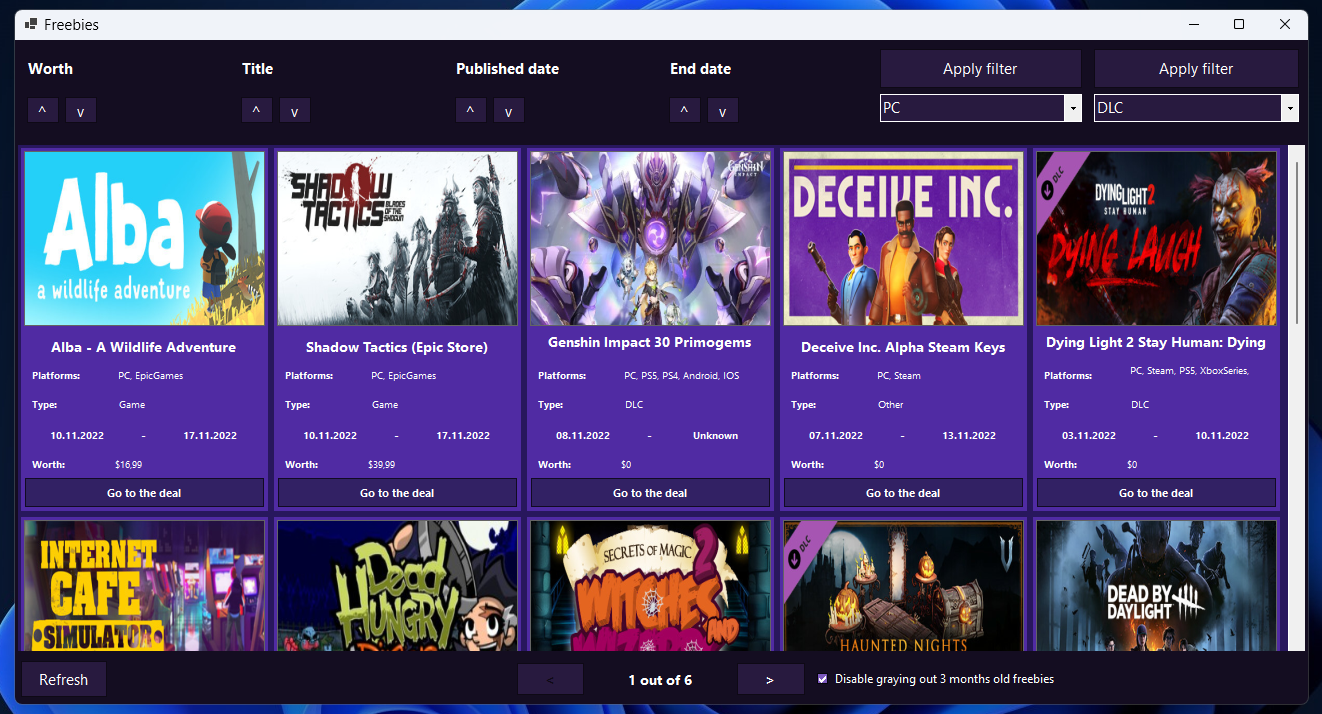 Freebies
Worth
Title
Published date
End date
Apply filter
Apply filter
^ v
^ v
^ v
^ v
PC
DLC
Alba
a wildlife adventure
SHADOW
TACTICS
BLADES
OF THE
SHOGUN
GENSHIN
IMPACT
DECEIVE INC.
DLC
DYING LIGHT 2
STAY HUMAN
DYING LAUGH
Alba - A Wildlife Adventure
Shadow Tactics (Epic Store)
Genshin Impact 30 Primogems
Deceive Inc. Alpha Steam Keys
Dying Light 2 Stay Human: Dying
Platforms: PC, EpicGames
Platforms: PC, EpicGames
Platforms: PC, PS5, PS4, Android, IOS
Platforms: PC, Steam
Platforms: PC, Steam, PS5, XboxSeries,
Type: Game
Type: Game
Type: DLC
Type: Other
Type: DLC
10.11.2022 - 17.11.2022
10.11.2022 - 17.11.2022
08.11.2022 - Unknown
07.11.2022 - 13.11.2022
03.11.2022 - 10.11.2022
Worth: $16,99
Worth: $39,99
Worth: $0
Worth: $0
Worth: $0
Go to the deal
Go to the deal
Go to the deal
Go to the deal
Go to the deal
INTERNET
CAFE
SIMULATOR
Dead
HUNGRY
SECRETS OF MAGIC 2
WITCHES
AND
DLC
HAUNTED NIGHTS
DEAD BY
DAYLIGHT
Refresh
<
1 out of 6
>
Disable graying out 3 months old freebies